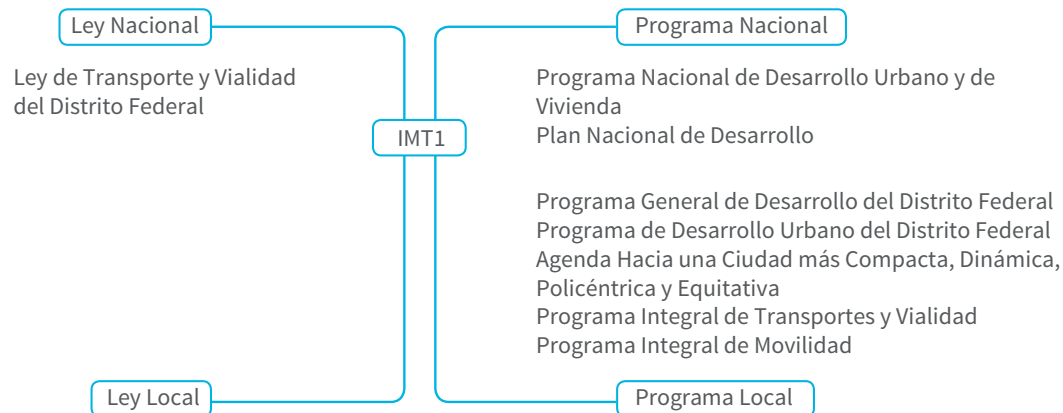 Ley Nacional
Programa Nacional
Ley de Transporte y Vialidad
del Distrito Federal
Programa Nacional de Desarrollo Urbano y de
Vivienda
Plan Nacional de Desarrollo
IMT1
Programa General de Desarrollo del Distrito Federal
Programa de Desarrollo Urbano del Distrito Federal
Agenda Hacia una Ciudad más Compacta, Dinámica,
Policéntrica y Equitativa
Programa Integral de Transportes y Vialidad
Programa Integral de Movilidad
Ley Local
Programa Local